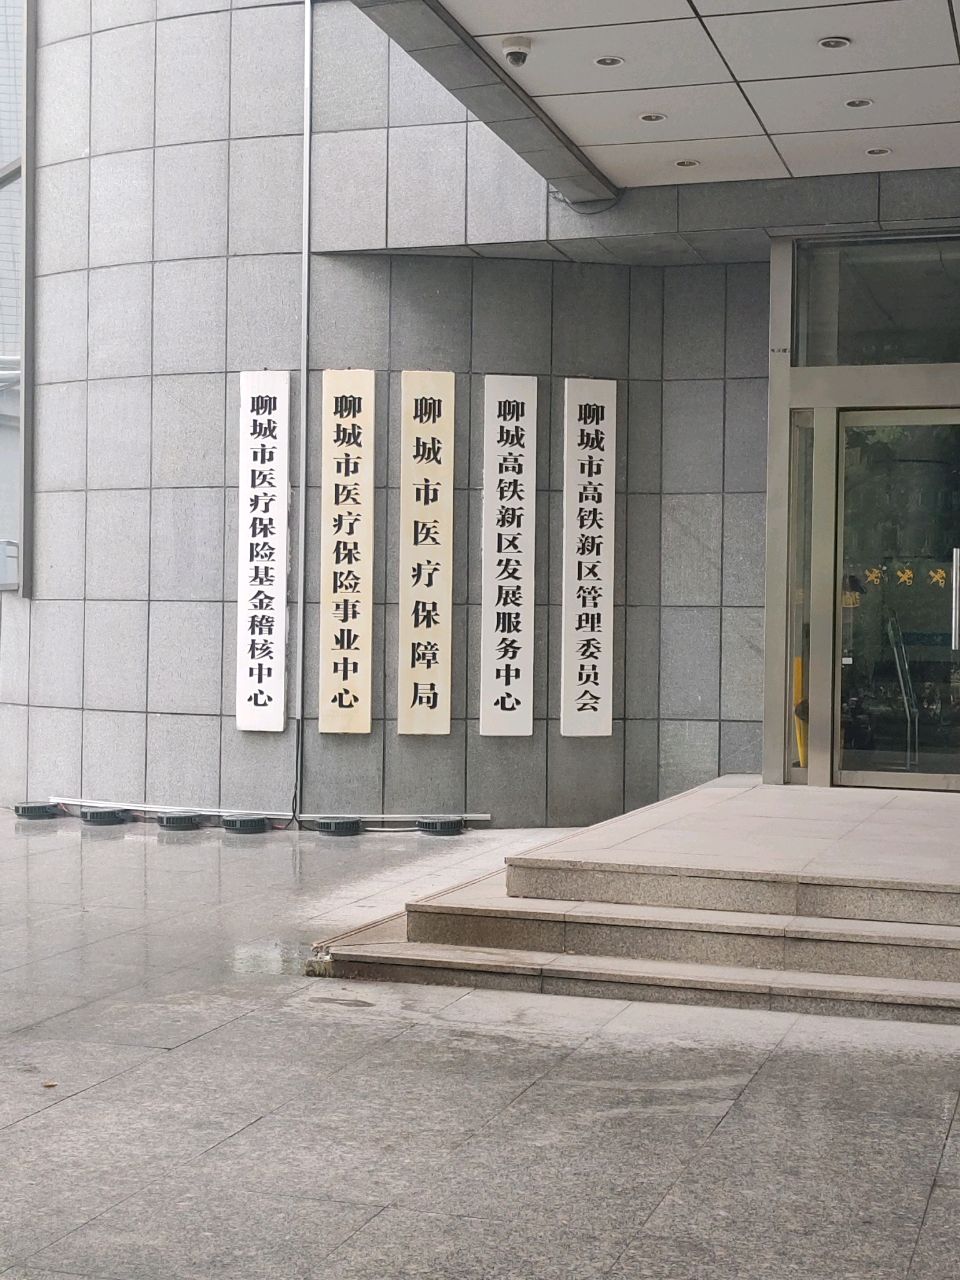 聊城市医疗保险基金稽核中心
聊城市医疗保险事业中心
聊城市医疗保障局
聊城高铁新区发展服务中心
聊城市高铁新区管理委员会